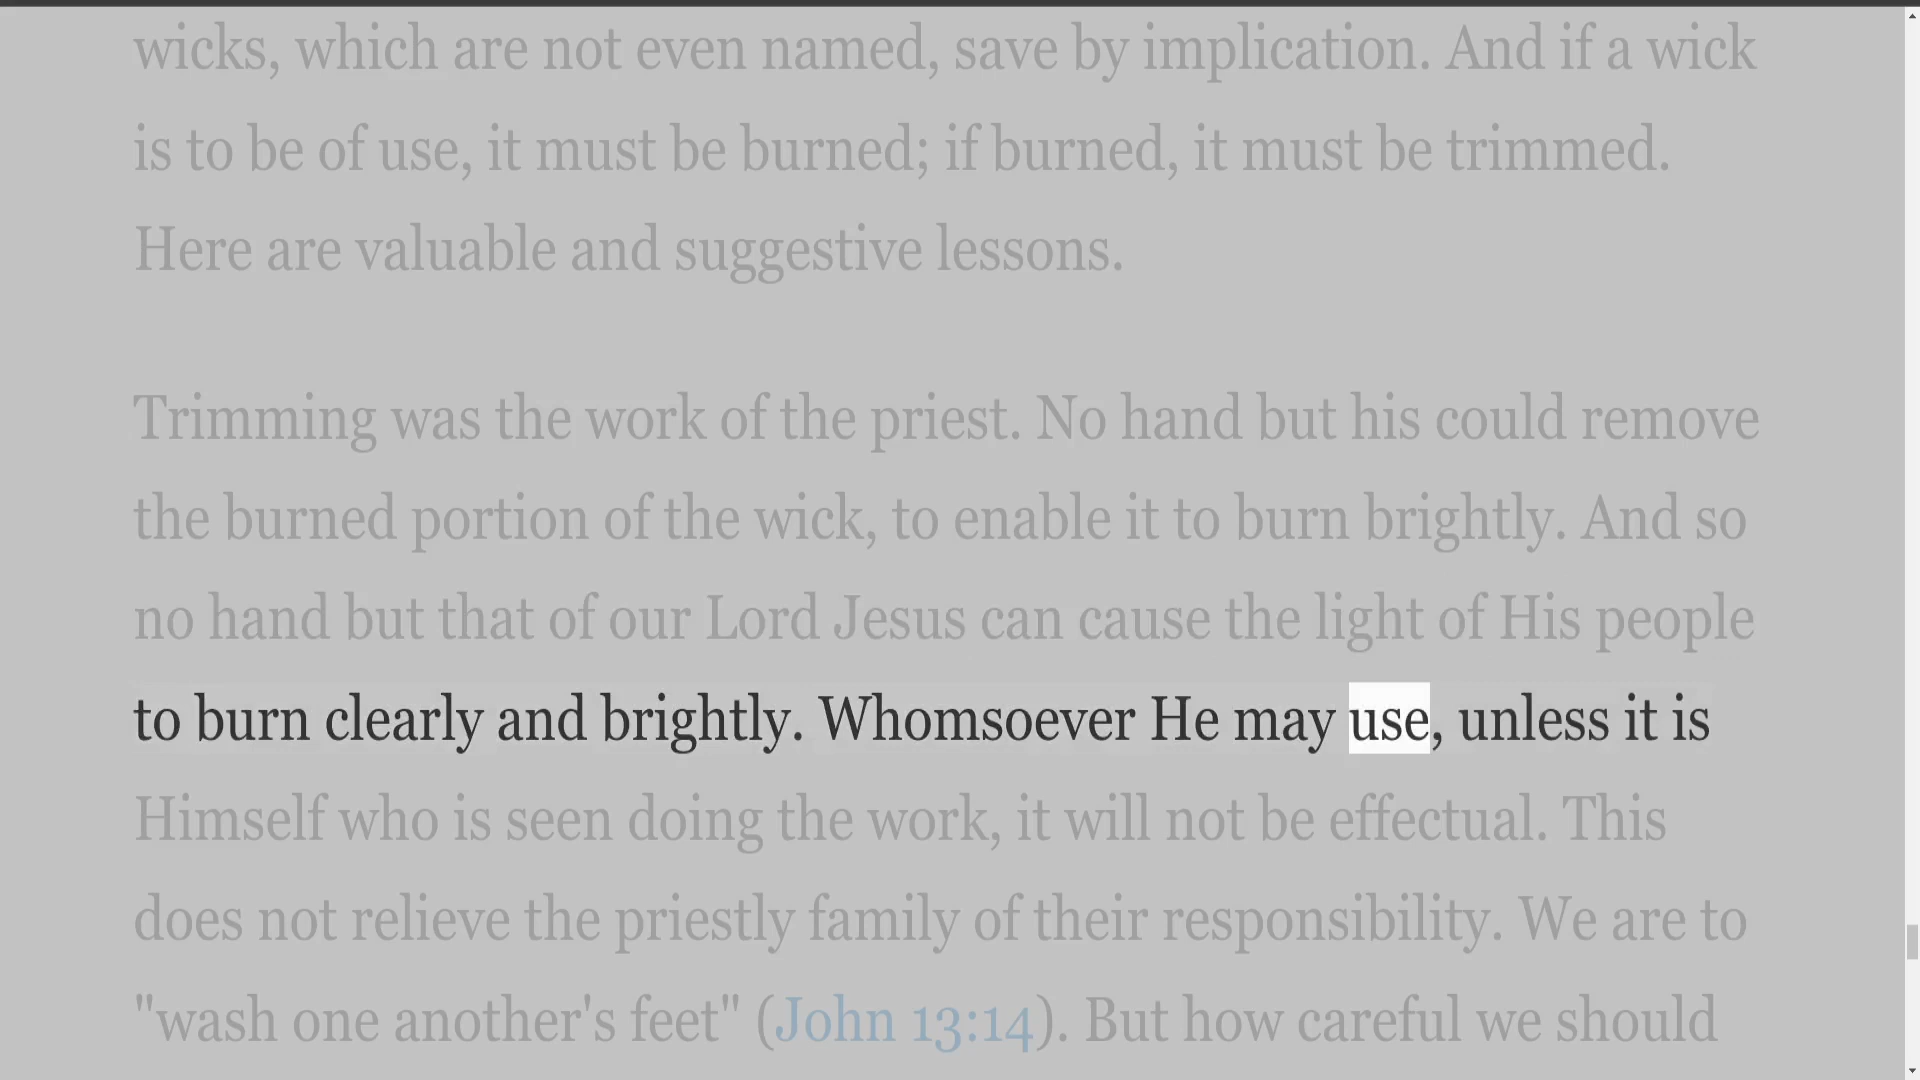 wicks, which are not even named, save by implication. And if a wick
is to be of use, it must be burned; if burned, it must be trimmed.
Here are valuable and suggestive lessons.
Trimming was the work of the priest. No hand but his could remove
the burned portion of the wick, to enable it to burn brightly. And so
no hand but that of our Lord Jesus can cause the light of His people
to burn clearly and brightly. Whomsoever He may use, unless it is
Himself who is seen doing the work, it will not be effectual. This
does not relieve the priestly family of their responsibility. We are to
"wash one another's feet" (John 13:14). But how careful we should